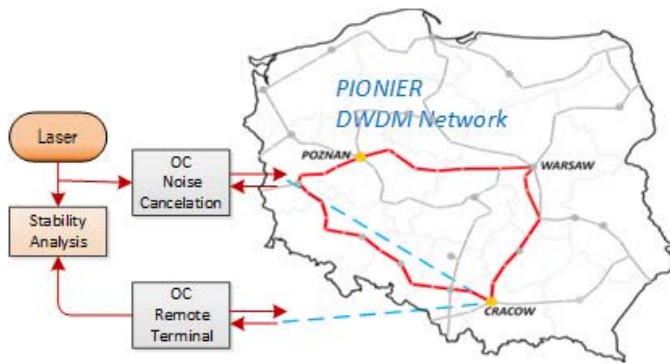 PIONIER
DWDM Network
Laser
OC
Noise
Cancelation
POZNAN
WARSAW
Stability
Analysis
OC
Remote
Terminal
CRACOW